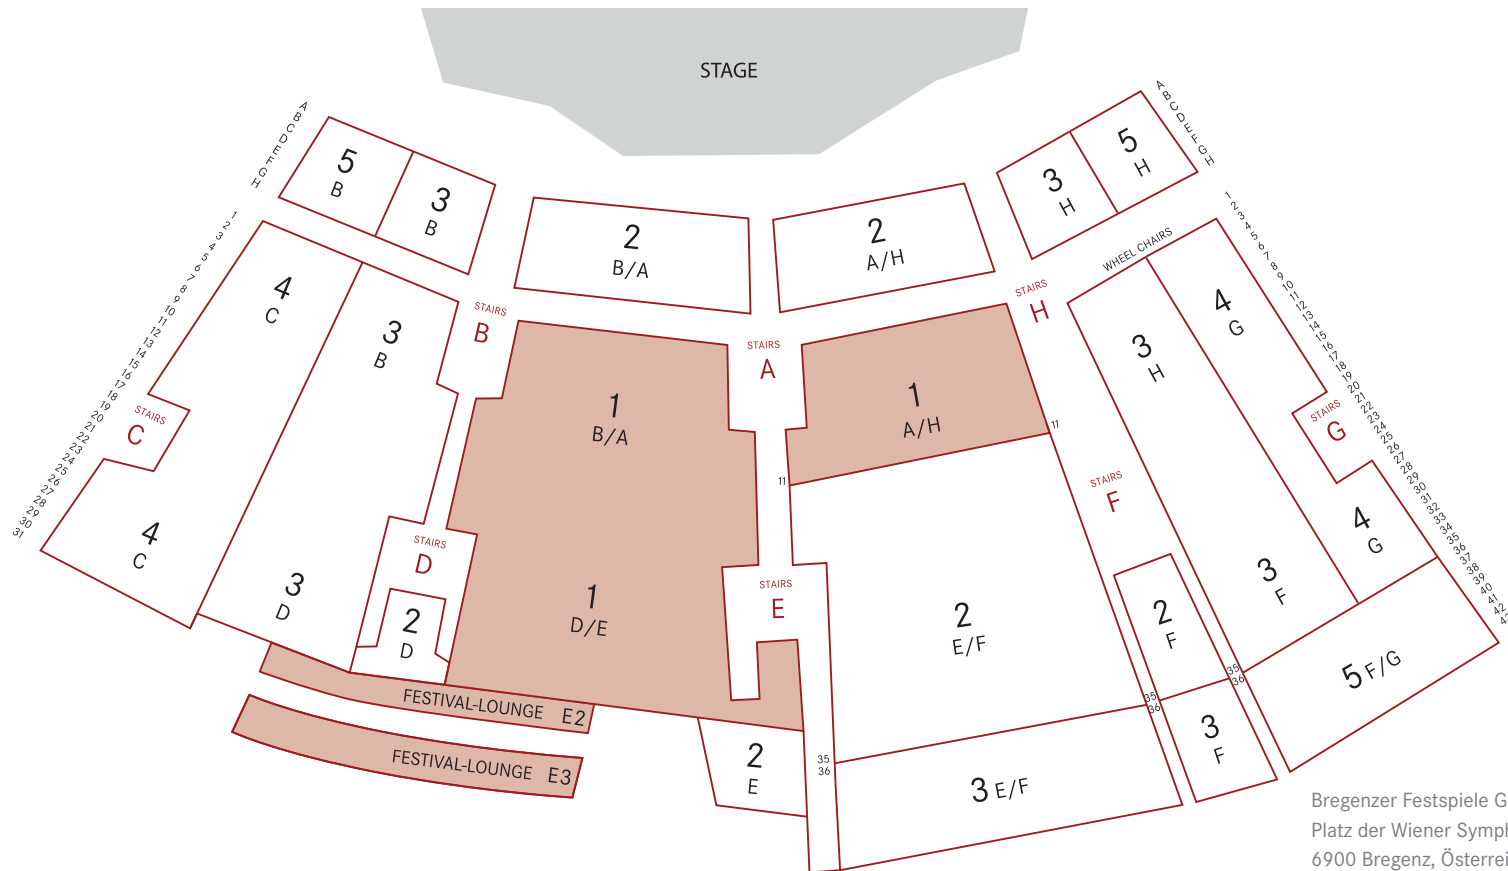 STAGE
A
B
C
D
E
F
G
H
A
B
C
D
E
F
G
H
5
B
3
B
2
B/A
2
A/H
3
H
5
H
1
2
3
4
5
6
7
8
9
10
11
12
13
14
15
16
17
18
19
20
21
22
23
24
25
26
27
28
29
30
31
1
2
3
4
5
6
7
8
9
10
11
12
13
14
15
16
17
18
19
20
21
22
23
24
25
26
27
28
29
30
31
32
33
34
35
36
37
38
39
40
41
42
WHEEL CHAIRS
4
C
3
B
STAIRS
B
STAIRS
A
STAIRS
H
4
G
3
H
1
B/A
1
A/H
11
11
STAIRS
C
STAIRS
G
STAIRS
F
4
C
3
D
STAIRS
D
2
D
1
D/E
STAIRS
E
2
E/F
2
F
3
F
4
G
5 F/G
35
36
35
36
FESTIVAL-LOUNGE E2
FESTIVAL-LOUNGE E3
2
E
35
36
3 E/F
3
F
Bregenzer Festspiele G
Platz der Wiener Symp
6900 Bregenz, Österrei